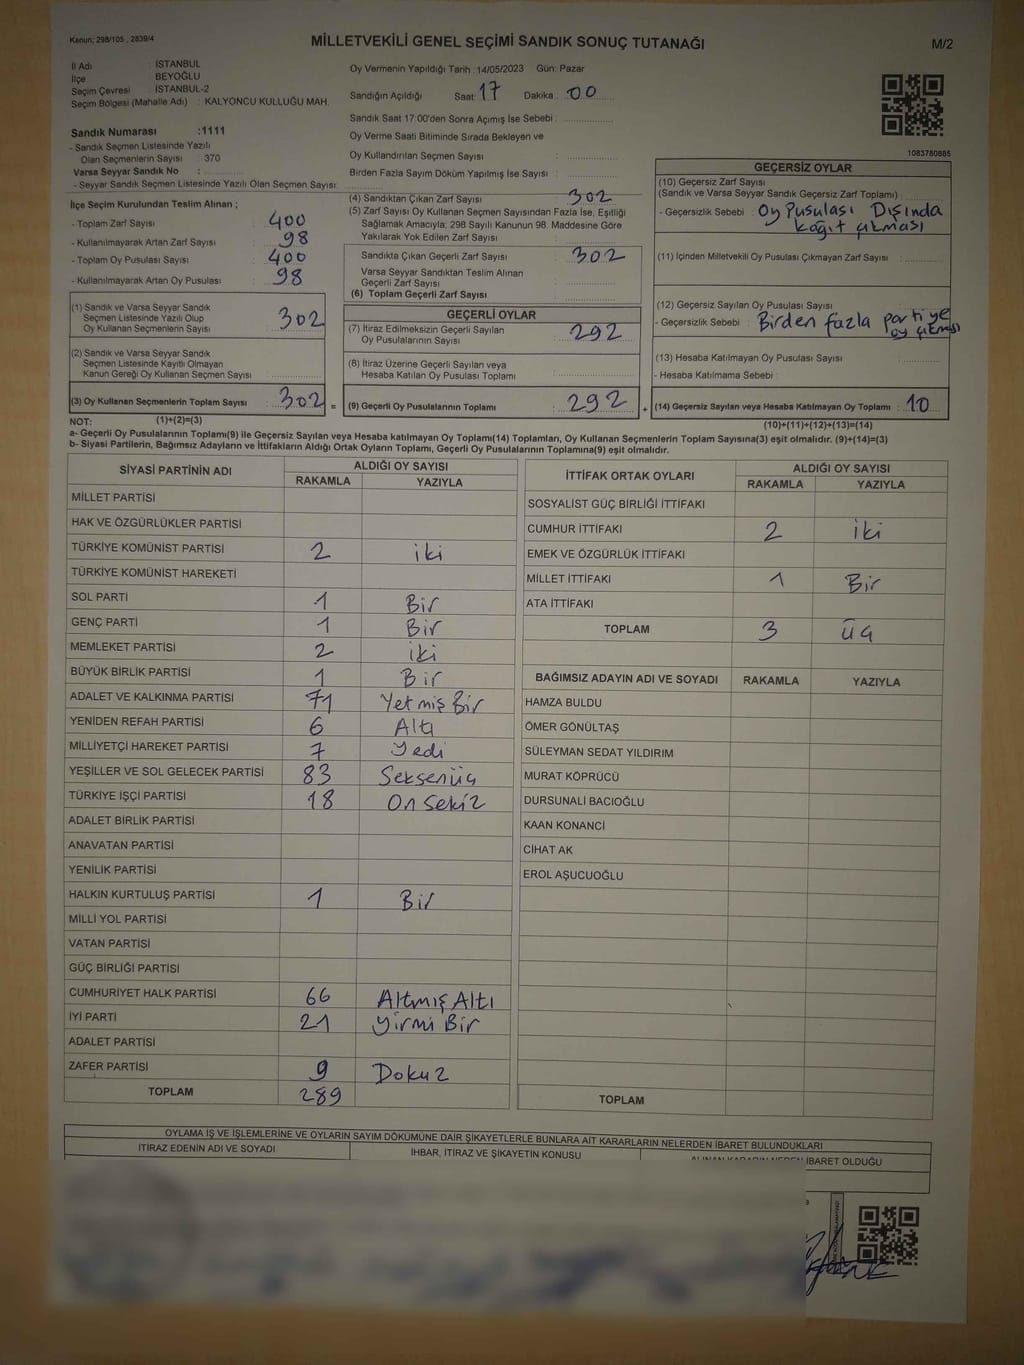 Kanun: 298/105 , 2839/4
MİLLETVEKİLİ GENEL SEÇİMİ SANDIK SONUÇ TUTANAĞI
M/2
İl Adı : İSTANBUL
İlçe : BEYOĞLU
Seçim Çevresi : İSTANBUL-2
Seçim Bölgesi (Mahalle Adı) : KALYONCU KULLUĞU MAH.
Sandık Numarası :1111
- Sandık Seçmen Listesinde Yazılı
Olan Seçmenlerin Sayısı : 370
Varsa Seyyar Sandık No :
- Seyyar Sandık Seçmen Listesinde Yazılı Olan Seçmen Sayısı:
Oy Vermenin Yapıldığı Tarih :14/05/2023 Gün: Pazar
Sandığın Açıldığı Saat: 17 Dakika: 00
Sandık Saat 17:00'den Sonra Açımış İse Sebebi :
Oy Verme Saati Bitiminde Sırada Bekleyen ve
Oy Kullandırılan Seçmen Sayısı :
Birden Fazla Sayım Döküm Yapılmış İse Sayısı :
1083780885
İlçe Seçim Kurulundan Teslim Alınan ;
- Toplam Zarf Sayısı : 400
- Kullanılmayarak Artan Zarf Sayısı : 98
- Toplam Oy Pusulası Sayısı : 400
- Kullanılmayarak Artan Oy Pusulası : 98
(1) Sandık ve Varsa Seyyar Sandık
Seçmen Listesinde Yazılı Olup
Oy Kullanan Seçmenlerin Sayısı : 302
(2) Sandık ve Varsa Seyyar Sandık
Seçmen Listesinde Kayıtlı Olmayan
Kanun Gereği Oy Kullanan Seçmen Sayısı :
(3) Oy Kullanan Seçmenlerin Toplam Sayısı : 302 =
(4) Sandıktan Çıkan Zarf Sayısı : 302
(5) Zarf Sayısı Oy Kullanan Seçmen Sayısından Fazla İse, Eşitliği
Sağlamak Amacıyla; 298 Sayılı Kanunun 98. Maddesine Göre
Yakılarak Yok Edilen Zarf Sayısı :
Sandıkta Çıkan Geçerli Zarf Sayısı : 302
Varsa Seyyar Sandıktan Teslim Alınan
Geçerli Zarf Sayısı :
(6) Toplam Geçerli Zarf Sayısı :
GEÇERLİ OYLAR
(7) İtiraz Edilmeksizin Geçerli Sayılan
Oy Pusulalarının Sayısı : 292
(8) İtiraz Üzerine Geçerli Sayılan veya
Hesaba Katılan Oy Pusulası Toplamı :
(9) Geçerli Oy Pusulalarının Toplamı : 292 +
GEÇERSİZ OYLAR
(10) Geçersiz Zarf Sayısı
(Sandık ve Varsa Seyyar Sandık Geçersiz Zarf Toplamı) :
- Geçersizlik Sebebi : Oy Pusulası Dışında
kağıt çıkması
(11) İçinden Milletvekili Oy Pusulası Çıkmayan Zarf Sayısı :
(12) Geçersiz Sayılan Oy Pusulası Sayısı :
- Geçersizlik Sebebi : Birden fazla partiye
oy çıkması
(13) Hesaba Katılmayan Oy Pusulası Sayısı :
- Hesaba Katılmama Sebebi :
(14) Geçersiz Sayılan veya Hesaba Katılmayan Oy Toplamı : 10
NOT: (1)+(2)=(3)
(10)+(11)+(12)+(13)=(14)
a- Geçerli Oy Pusulalarının Toplamı(9) ile Geçersiz Sayılan veya Hesaba katılmayan Oy Toplamı(14) Toplamları, Oy Kullanan Seçmenlerin Toplam Sayısına(3) eşit olmalıdır. (9)+(14)=(3)
b- Siyasi Partilerin, Bağımsız Adayların ve İttifakların Aldığı Ortak Oyların Toplamı, Geçerli Oy Pusulalarının Toplamına(9) eşit olmalıdır.
SİYASİ PARTİNİN ADI ALDIĞI OY SAYISI
RAKAMLA YAZIYLA
MİLLET PARTİSİ
HAK VE ÖZGÜRLÜKLER PARTİSİ
TÜRKİYE KOMÜNİST PARTİSİ 2 iki
TÜRKİYE KOMÜNİST HAREKETİ
SOL PARTİ 1 Bir
GENÇ PARTİ 1 Bir
MEMLEKET PARTİSİ 2 iki
BÜYÜK BİRLİK PARTİSİ 1 Bir
ADALET VE KALKINMA PARTİSİ 71 Yetmiş Bir
YENİDEN REFAH PARTİSİ 6 Altı
MİLLİYETÇİ HAREKET PARTİSİ 7 Yedi
YEŞİLLER VE SOL GELECEK PARTİSİ 83 Seksenüç
TÜRKİYE İŞÇİ PARTİSİ 18 On Sekiz
ADALET BİRLİK PARTİSİ
ANAVATAN PARTİSİ
YENİLİK PARTİSİ
HALKIN KURTULUŞ PARTİSİ 1 Bir
MİLLİ YOL PARTİSİ
VATAN PARTİSİ
GÜÇ BİRLİĞİ PARTİSİ
CUMHURİYET HALK PARTİSİ 66 Altmış Altı
İYİ PARTİ 21 Yirmi Bir
ADALET PARTİSİ
ZAFER PARTİSİ 9 Dokuz
TOPLAM 289
İTTİFAK ORTAK OYLARI ALDIĞI OY SAYISI
RAKAMLA YAZIYLA
SOSYALİST GÜÇ BİRLİĞİ İTTİFAKI
CUMHUR İTTİFAKI 2 iki
EMEK VE ÖZGÜRLÜK İTTİFAKI
MİLLET İTTİFAKI 1 Bir
ATA İTTİFAKI
TOPLAM 3 üç
BAĞIMSIZ ADAYIN ADI VE SOYADI RAKAMLA YAZIYLA
HAMZA BULDU
ÖMER GÖNÜLTAŞ
SÜLEYMAN SEDAT YILDIRIM
MURAT KÖPRÜCÜ
DURSUNALİ BACIOĞLU
KAAN KONANCİ
CİHAT AK
EROL AŞUCUOĞLU
TOPLAM
OYLAMA İŞ VE İŞLEMLERİNE VE OYLARIN SAYIM DÖKÜMÜNE DAİR ŞİKAYETLERLE BUNLARA AİT KARARLARIN NELERDEN İBARET BULUNDUKLARI
İTİRAZ EDENİN ADI VE SOYADI İHBAR, İTİRAZ VE ŞİKAYETİN KONUSU ALINAN KARARIN NEDEN İBARET OLDUĞU